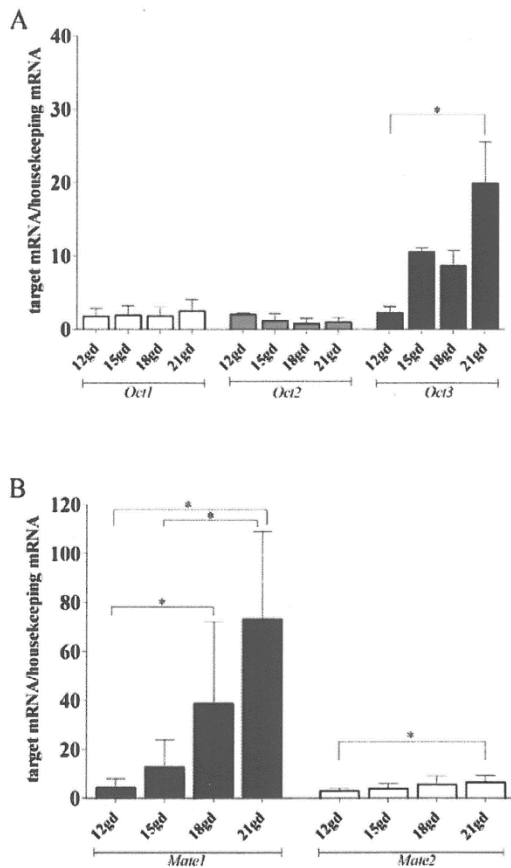 A
target mRNA/housekeeping mRNA
40
30
20
10
0
*
12gd 15gd 18gd 21gd 12gd 15gd 18gd 21gd 12gd 15gd 18gd 21gd
Oct1 Oct2 Oct3
B
target mRNA/housekeeping mRNA
120
100
80
60
40
20
0
*
*
*
*
12gd 15gd 18gd 21gd 12gd 15gd 18gd 21gd
Mate1 Mate2